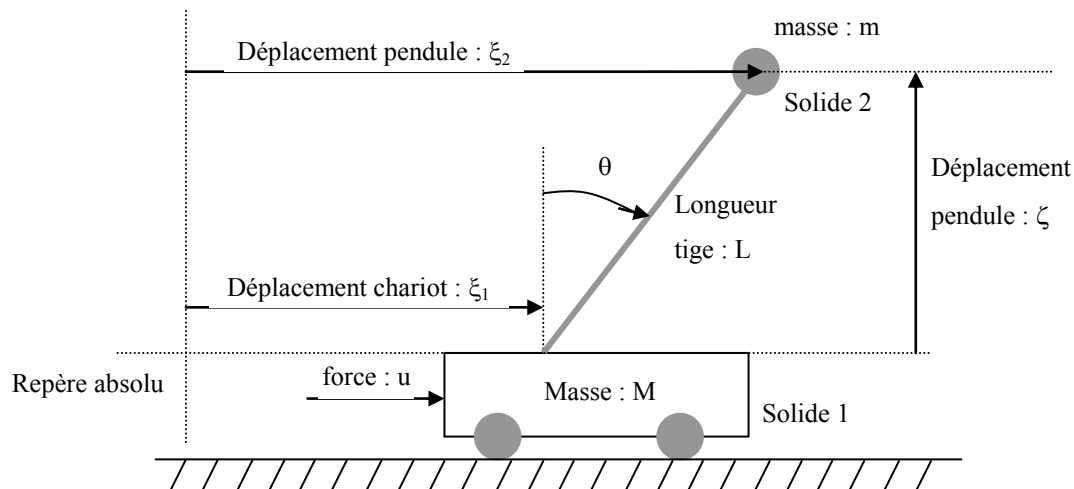 masse : m
Déplacement pendule : ξ₂
Solide 2
θ
Déplacement
pendule : ζ
Longueur
tige : L
Déplacement chariot : ξ₁
Repère absolu
force : u
Masse : M
Solide 1